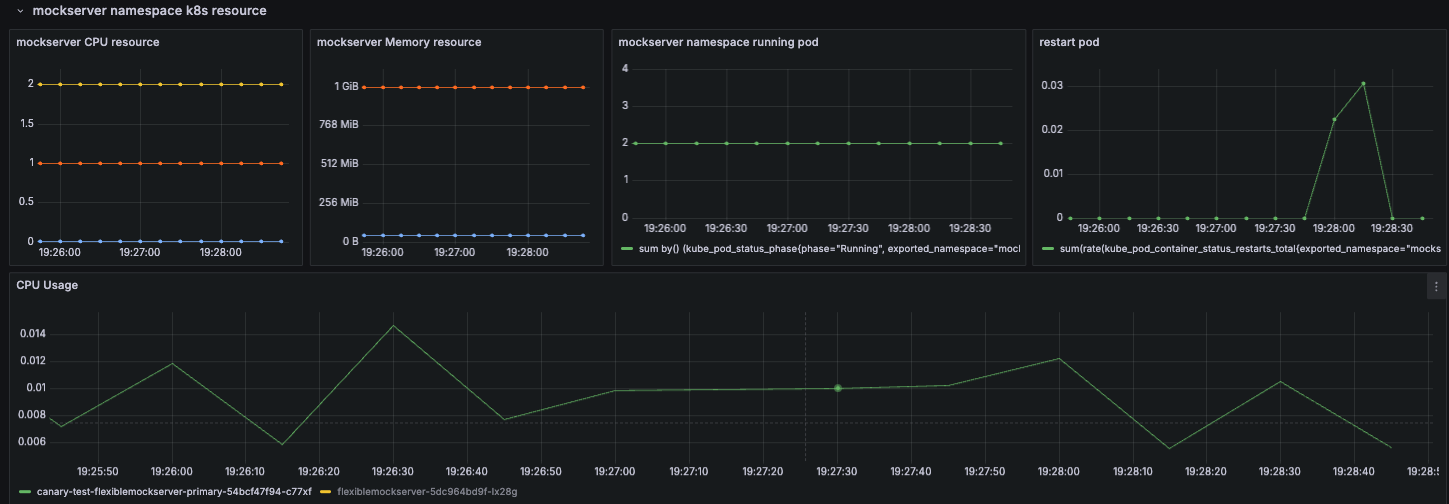 mockserver namespace k8s resource
mockserver CPU resource
2
1.5
1
0.5
0
19:26:00 19:27:00 19:28:00
mockserver Memory resource
1 GiB
768 MiB
512 MiB
256 MiB
0 B
19:26:00 19:27:00 19:28:00
mockserver namespace running pod
4
3
2
1
0
19:26:00 19:26:30 19:27:00 19:27:30 19:28:00 19:28:30
sum by() (kube_pod_status_phase{phase="Running", exported_namespace="mocl
restart pod
0.03
0.02
0.01
0
19:26:00 19:26:30 19:27:00 19:27:30 19:28:00 19:28:30
sum(rate(kube_pod_container_status_restarts_total{exported_namespace="mocks
CPU Usage
0.014
0.012
0.01
0.008
0.006
19:25:50 19:26:00 19:26:10 19:26:20 19:26:30 19:26:40 19:26:50 19:27:00 19:27:10 19:27:20 19:27:30 19:27:40 19:27:50 19:28:00 19:28:10 19:28:20 19:28:30 19:28:40 19:28:5
canary-test-flexiblemockserver-primary-54bcf47f94-c77xf flexiblemockserver-5dc964bd9f-lx28g